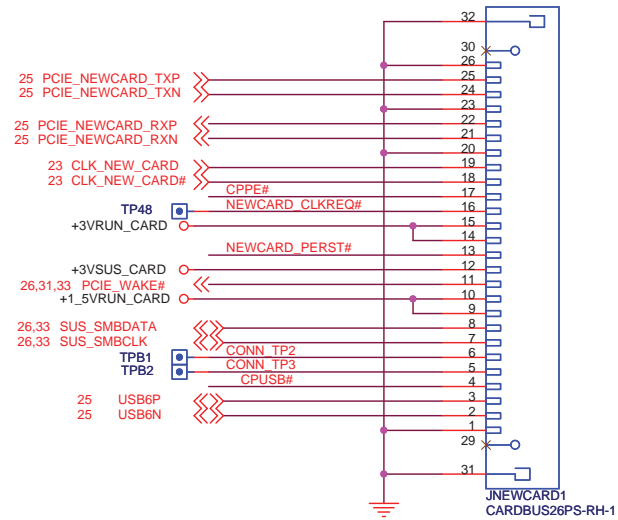 32
30
26
25 PCIE_NEWCARD_TXP 25
25 PCIE_NEWCARD_TXN 24
23
25 PCIE_NEWCARD_RXP 22
25 PCIE_NEWCARD_RXN 21
20
23 CLK_NEW_CARD 19
23 CLK_NEW_CARD# 18
CPPE# 17
TP48 NEWCARD_CLKREQ# 16
+3VRUN_CARD 15
14
NEWCARD_PERST# 13
+3VSUS_CARD 12
26,31,33 PCIE_WAKE# 11
+1_5VRUN_CARD 10
9
26,33 SUS_SMBDATA 8
26,33 SUS_SMBCLK 7
TPB1 CONN_TP2 6
TPB2 CONN_TP3 5
CPUSB# 4
25 USB6P 3
25 USB6N 2
1
29
31
JNEWCARD1
CARDBUS26PS-RH-1